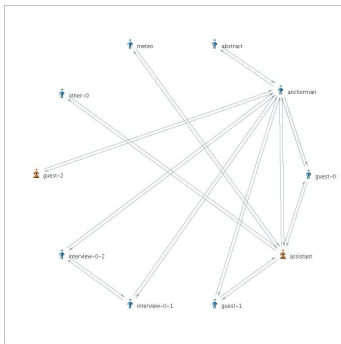 meteo
abstract
other-0
anchorman
guest-2
guest-0
interview-0-2
assistant
interview-0-1
guest-1